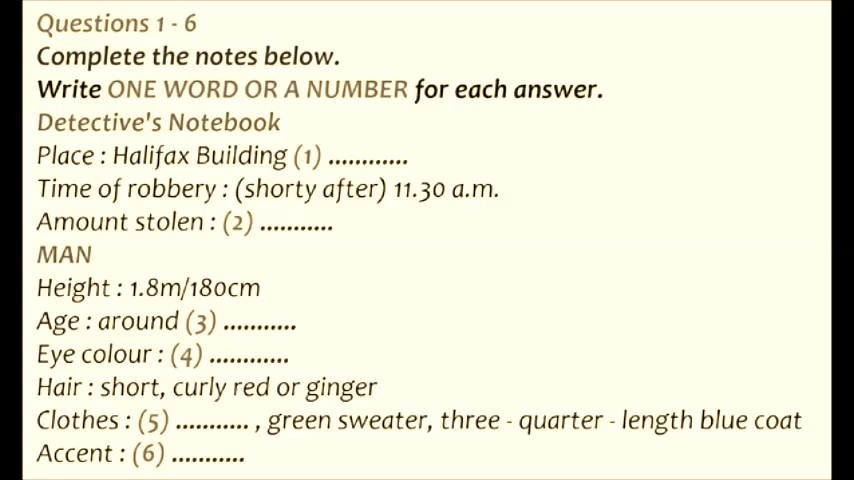 Questions 1 - 6
Complete the notes below.
Write ONE WORD OR A NUMBER for each answer.
Detective's Notebook
Place : Halifax Building (1) ............
Time of robbery : (shorty after) 11.30 a.m.
Amount stolen : (2) ...........
MAN
Height : 1.8m/180cm
Age : around (3) ...........
Eye colour : (4) ............
Hair : short, curly red or ginger
Clothes : (5) ........... , green sweater, three - quarter - length blue coat
Accent : (6) ...........